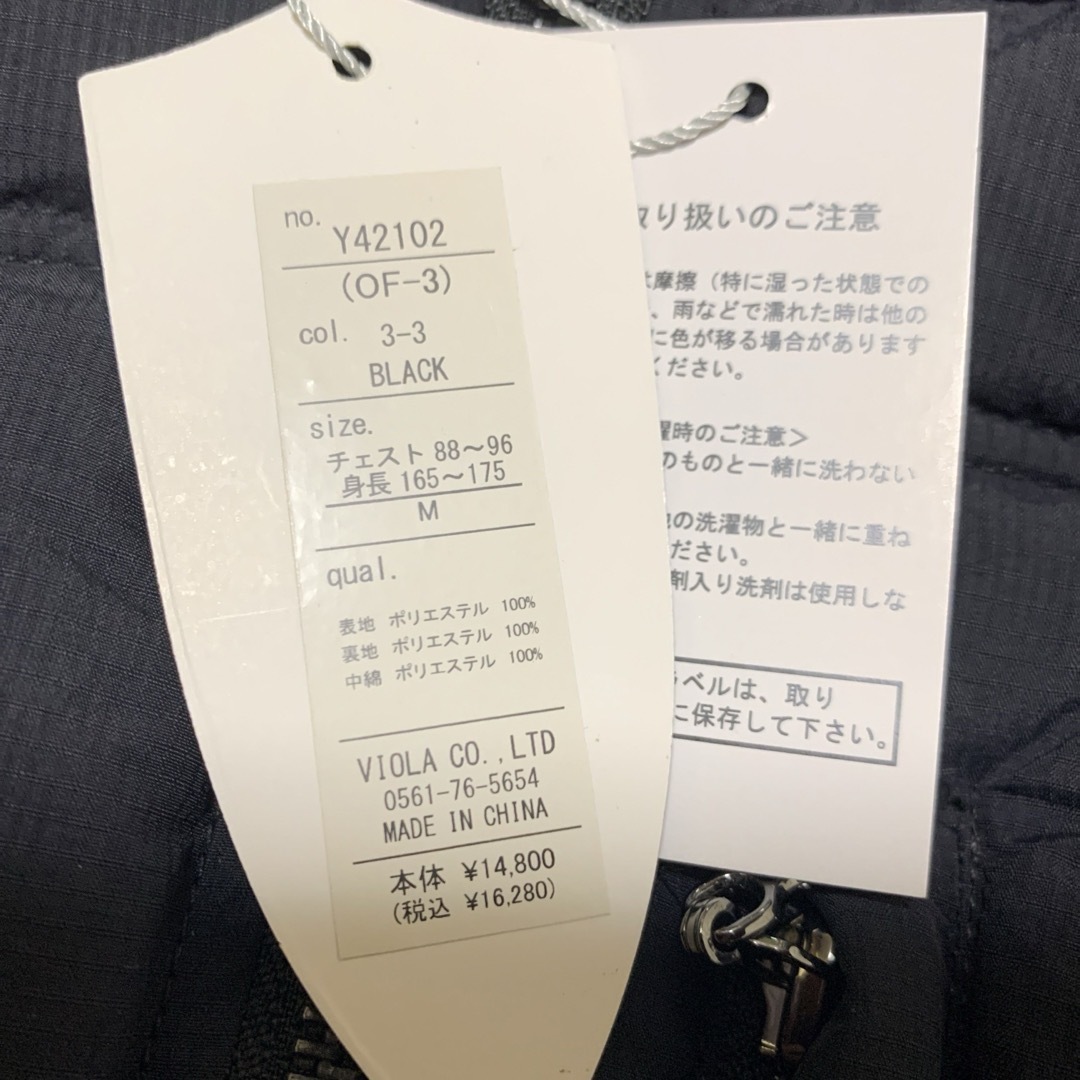 no.
Y42102
(OF-3)
col. 3-3
BLACK
size.
チェスト 88～96
身長 165～175
M
qual.
表地 ポリエステル 100%
裏地 ポリエステル 100%
中綿 ポリエステル 100%
VIOLA CO.,LTD
0561-76-5654
MADE IN CHINA
本体 ¥14,800
(税込 ¥16,280)
取り扱いのご注意
は摩擦（特に湿った状態での
、雨などで濡れた時は他の
に色が移る場合があります
ください。
濯時のご注意＞
のものと一緒に洗わない
他の洗濯物と一緒に重ね
ださい。
剤入り洗剤は使用しな
ラベルは、取り
に保存して下さい。